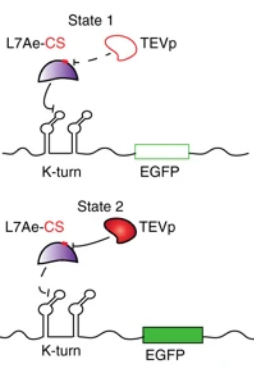 State 1
L7Ae-CS TEVp
K-turn EGFP
State 2
L7Ae-CS TEVp
K-turn EGFP